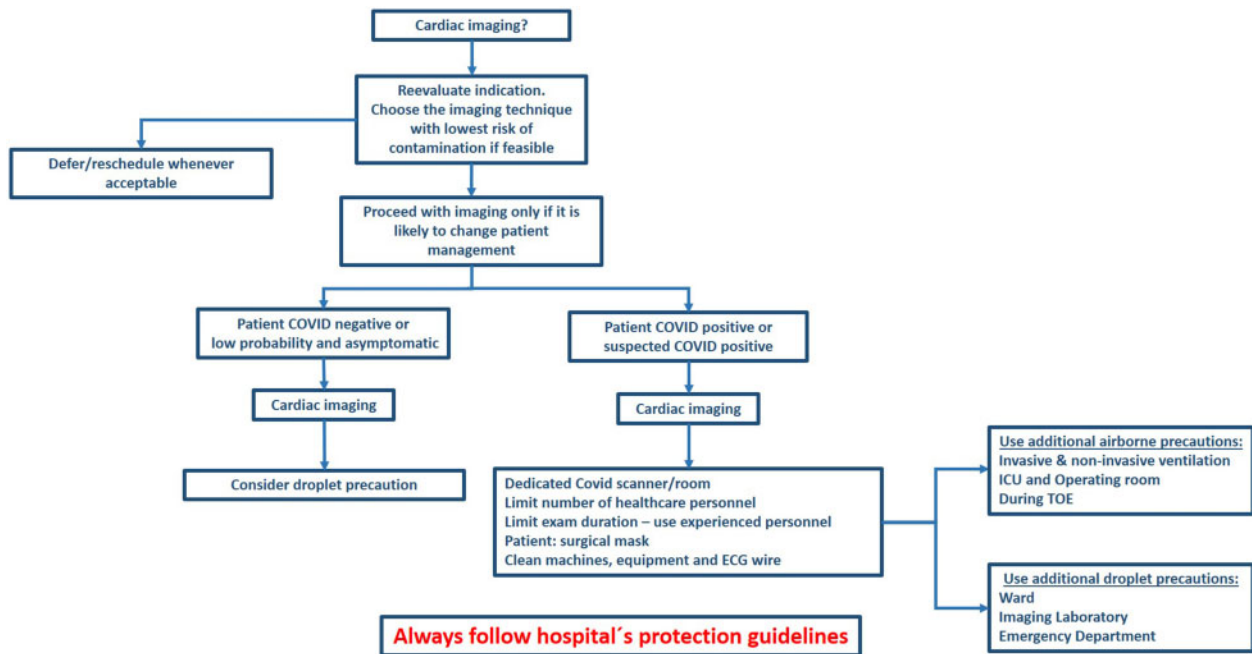 Cardiac imaging?
Reevaluate indication.
Choose the imaging technique
with lowest risk of
contamination if feasible
Defer/reschedule whenever
acceptable
Proceed with imaging only if it is
likely to change patient
management
Patient COVID negative or
low probability and asymptomatic
Patient COVID positive or
suspected COVID positive
Cardiac imaging
Cardiac imaging
Consider droplet precaution
Dedicated Covid scanner/room
Limit number of healthcare personnel
Limit exam duration – use experienced personnel
Patient: surgical mask
Clean machines, equipment and ECG wire
Use additional airborne precautions:
Invasive & non-invasive ventilation
ICU and Operating room
During TOE
Use additional droplet precautions:
Ward
Imaging Laboratory
Emergency Department
Always follow hospital´s protection guidelines